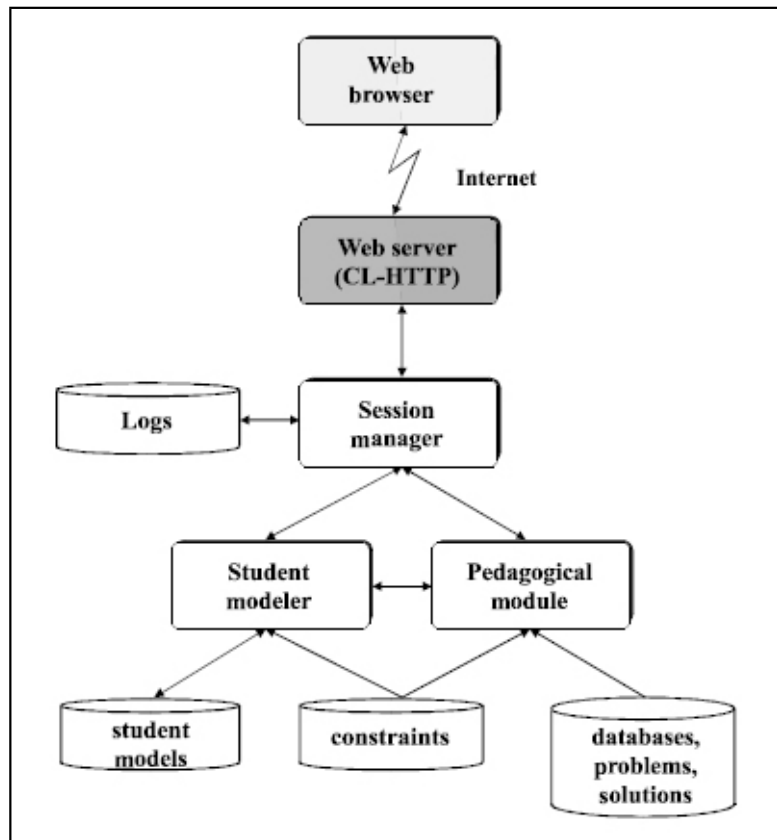 Web
browser
Internet
Web server
(CL-HTTP)
Logs
Session
manager
Student
modeler
Pedagogical
module
student
models
constraints
databases,
problems,
solutions